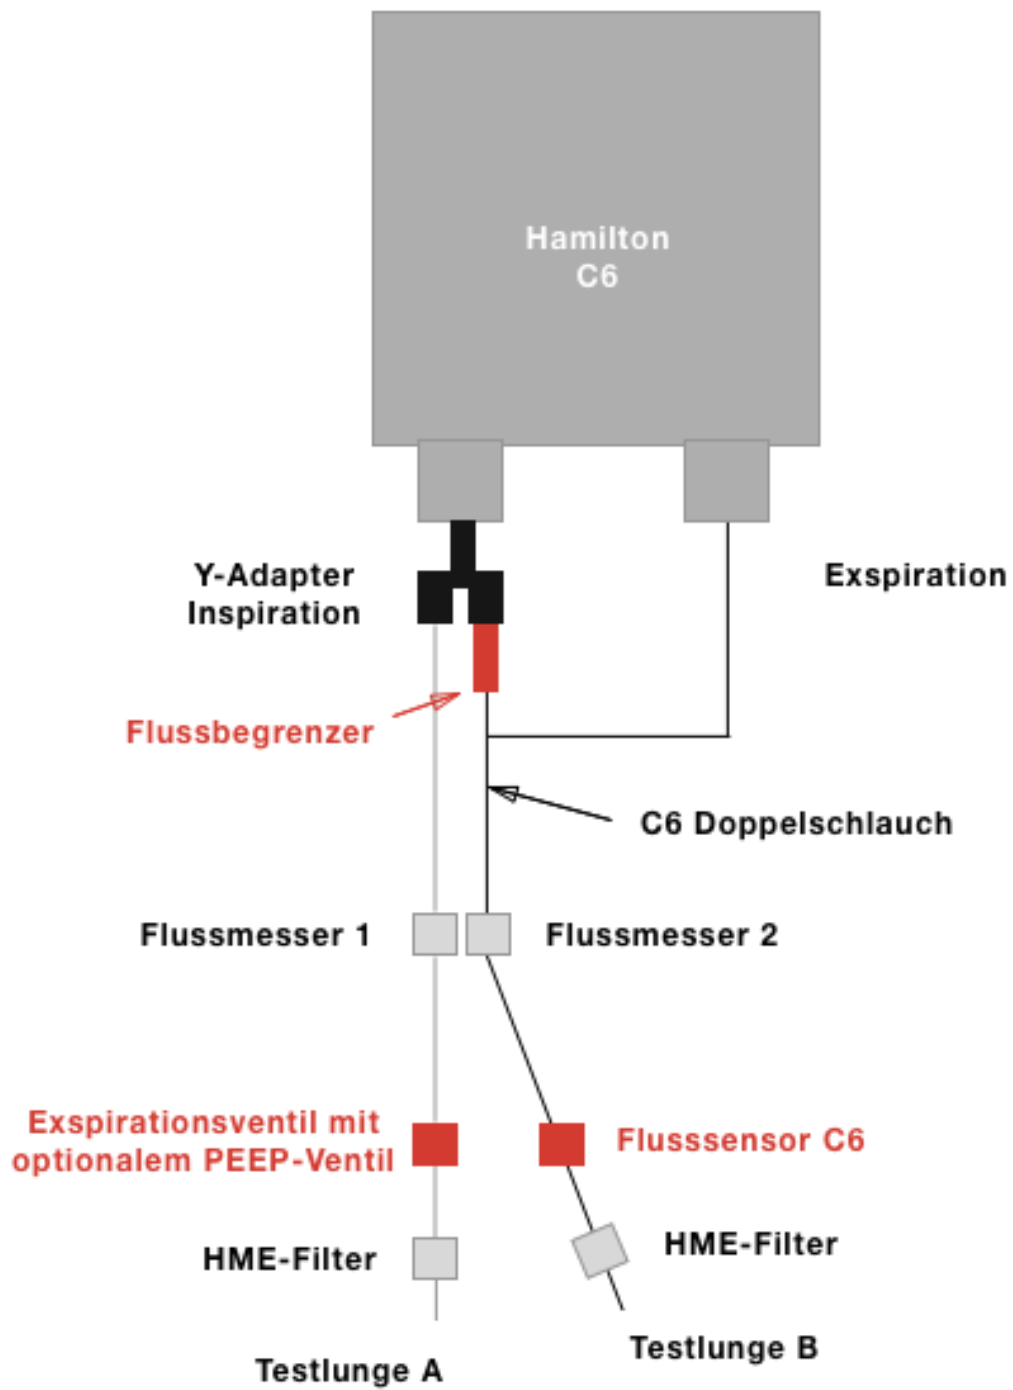 Hamilton
C6
Y-Adapter
Inspiration
Exspiration
Flussbegrenzer
C6 Doppelschlauch
Flussmesser 1
Flussmesser 2
Exspirationsventil mit
optionalem PEEP-Ventil
Flusssensor C6
HME-Filter
HME-Filter
Testlunge A
Testlunge B